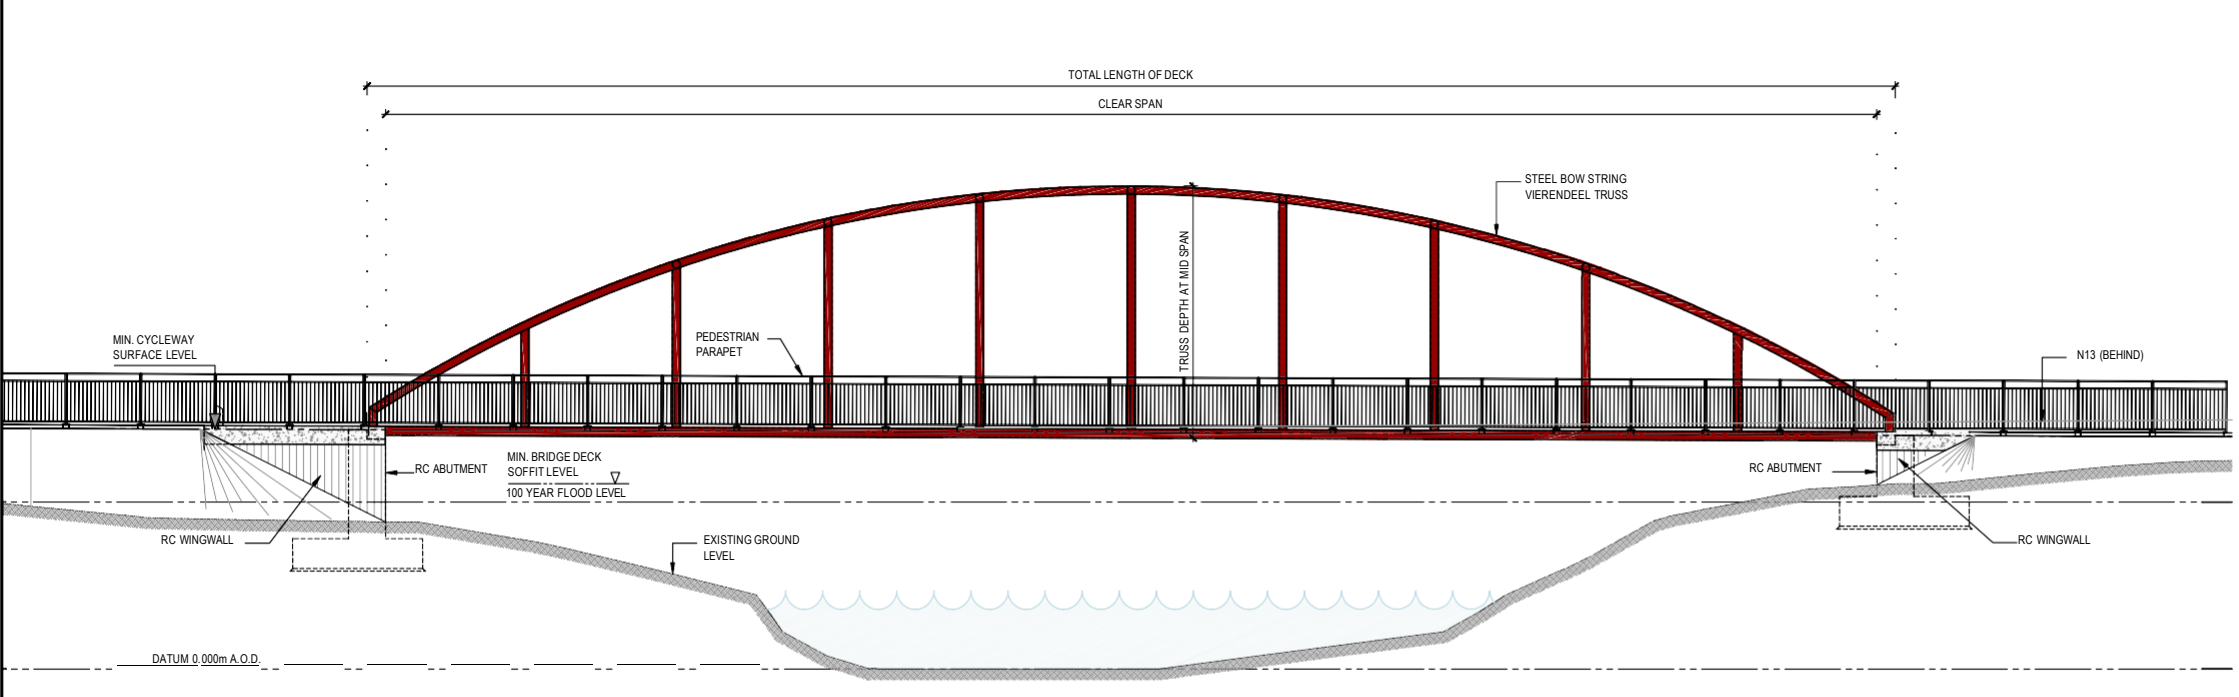 TOTAL LENGTH OF DECK
CLEAR SPAN
STEEL BOW STRING
VIERENDEEL TRUSS
TRUSS DEPTH AT MID SPAN
MIN. CYCLEWAY
SURFACE LEVEL
PEDESTRIAN
PARAPET
N13 (BEHIND)
RC ABUTMENT
MIN. BRIDGE DECK
SOFFIT LEVEL
100 YEAR FLOOD LEVEL
RC ABUTMENT
RC WINGWALL
EXISTING GROUND
LEVEL
RC WINGWALL
DATUM 0.000m A.O.D.